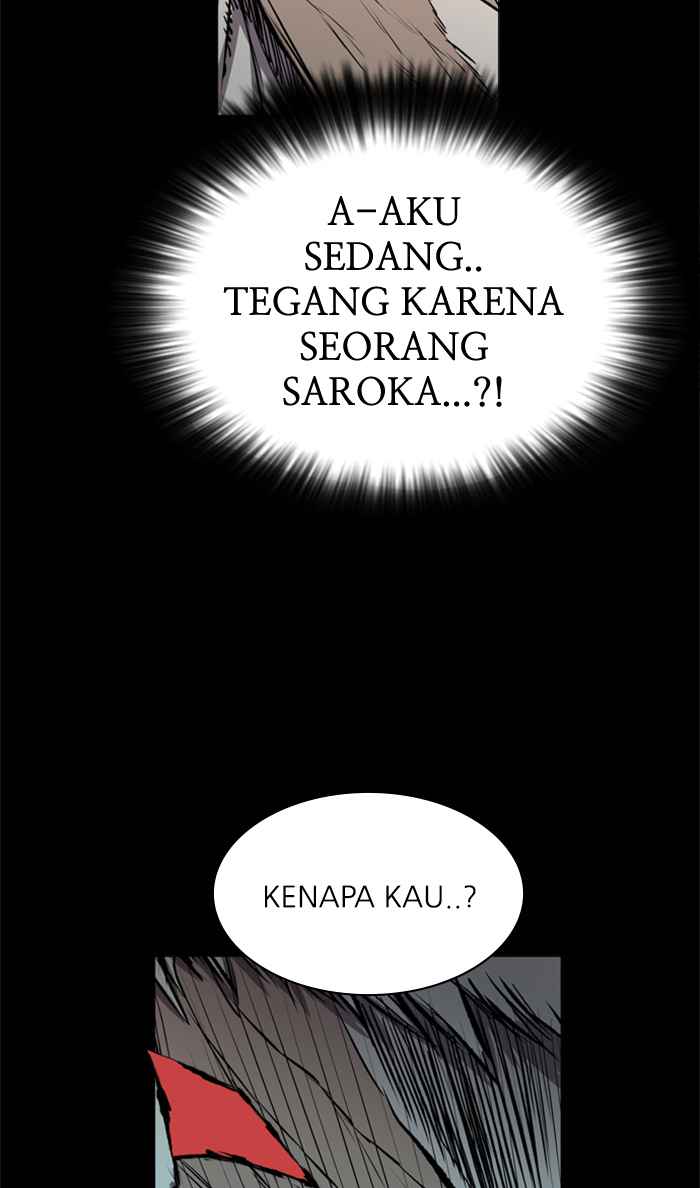 A-AKU
SEDANG..
TEGANG KARENA
SEORANG
SAROKA...?!
KENAPA KAU..?